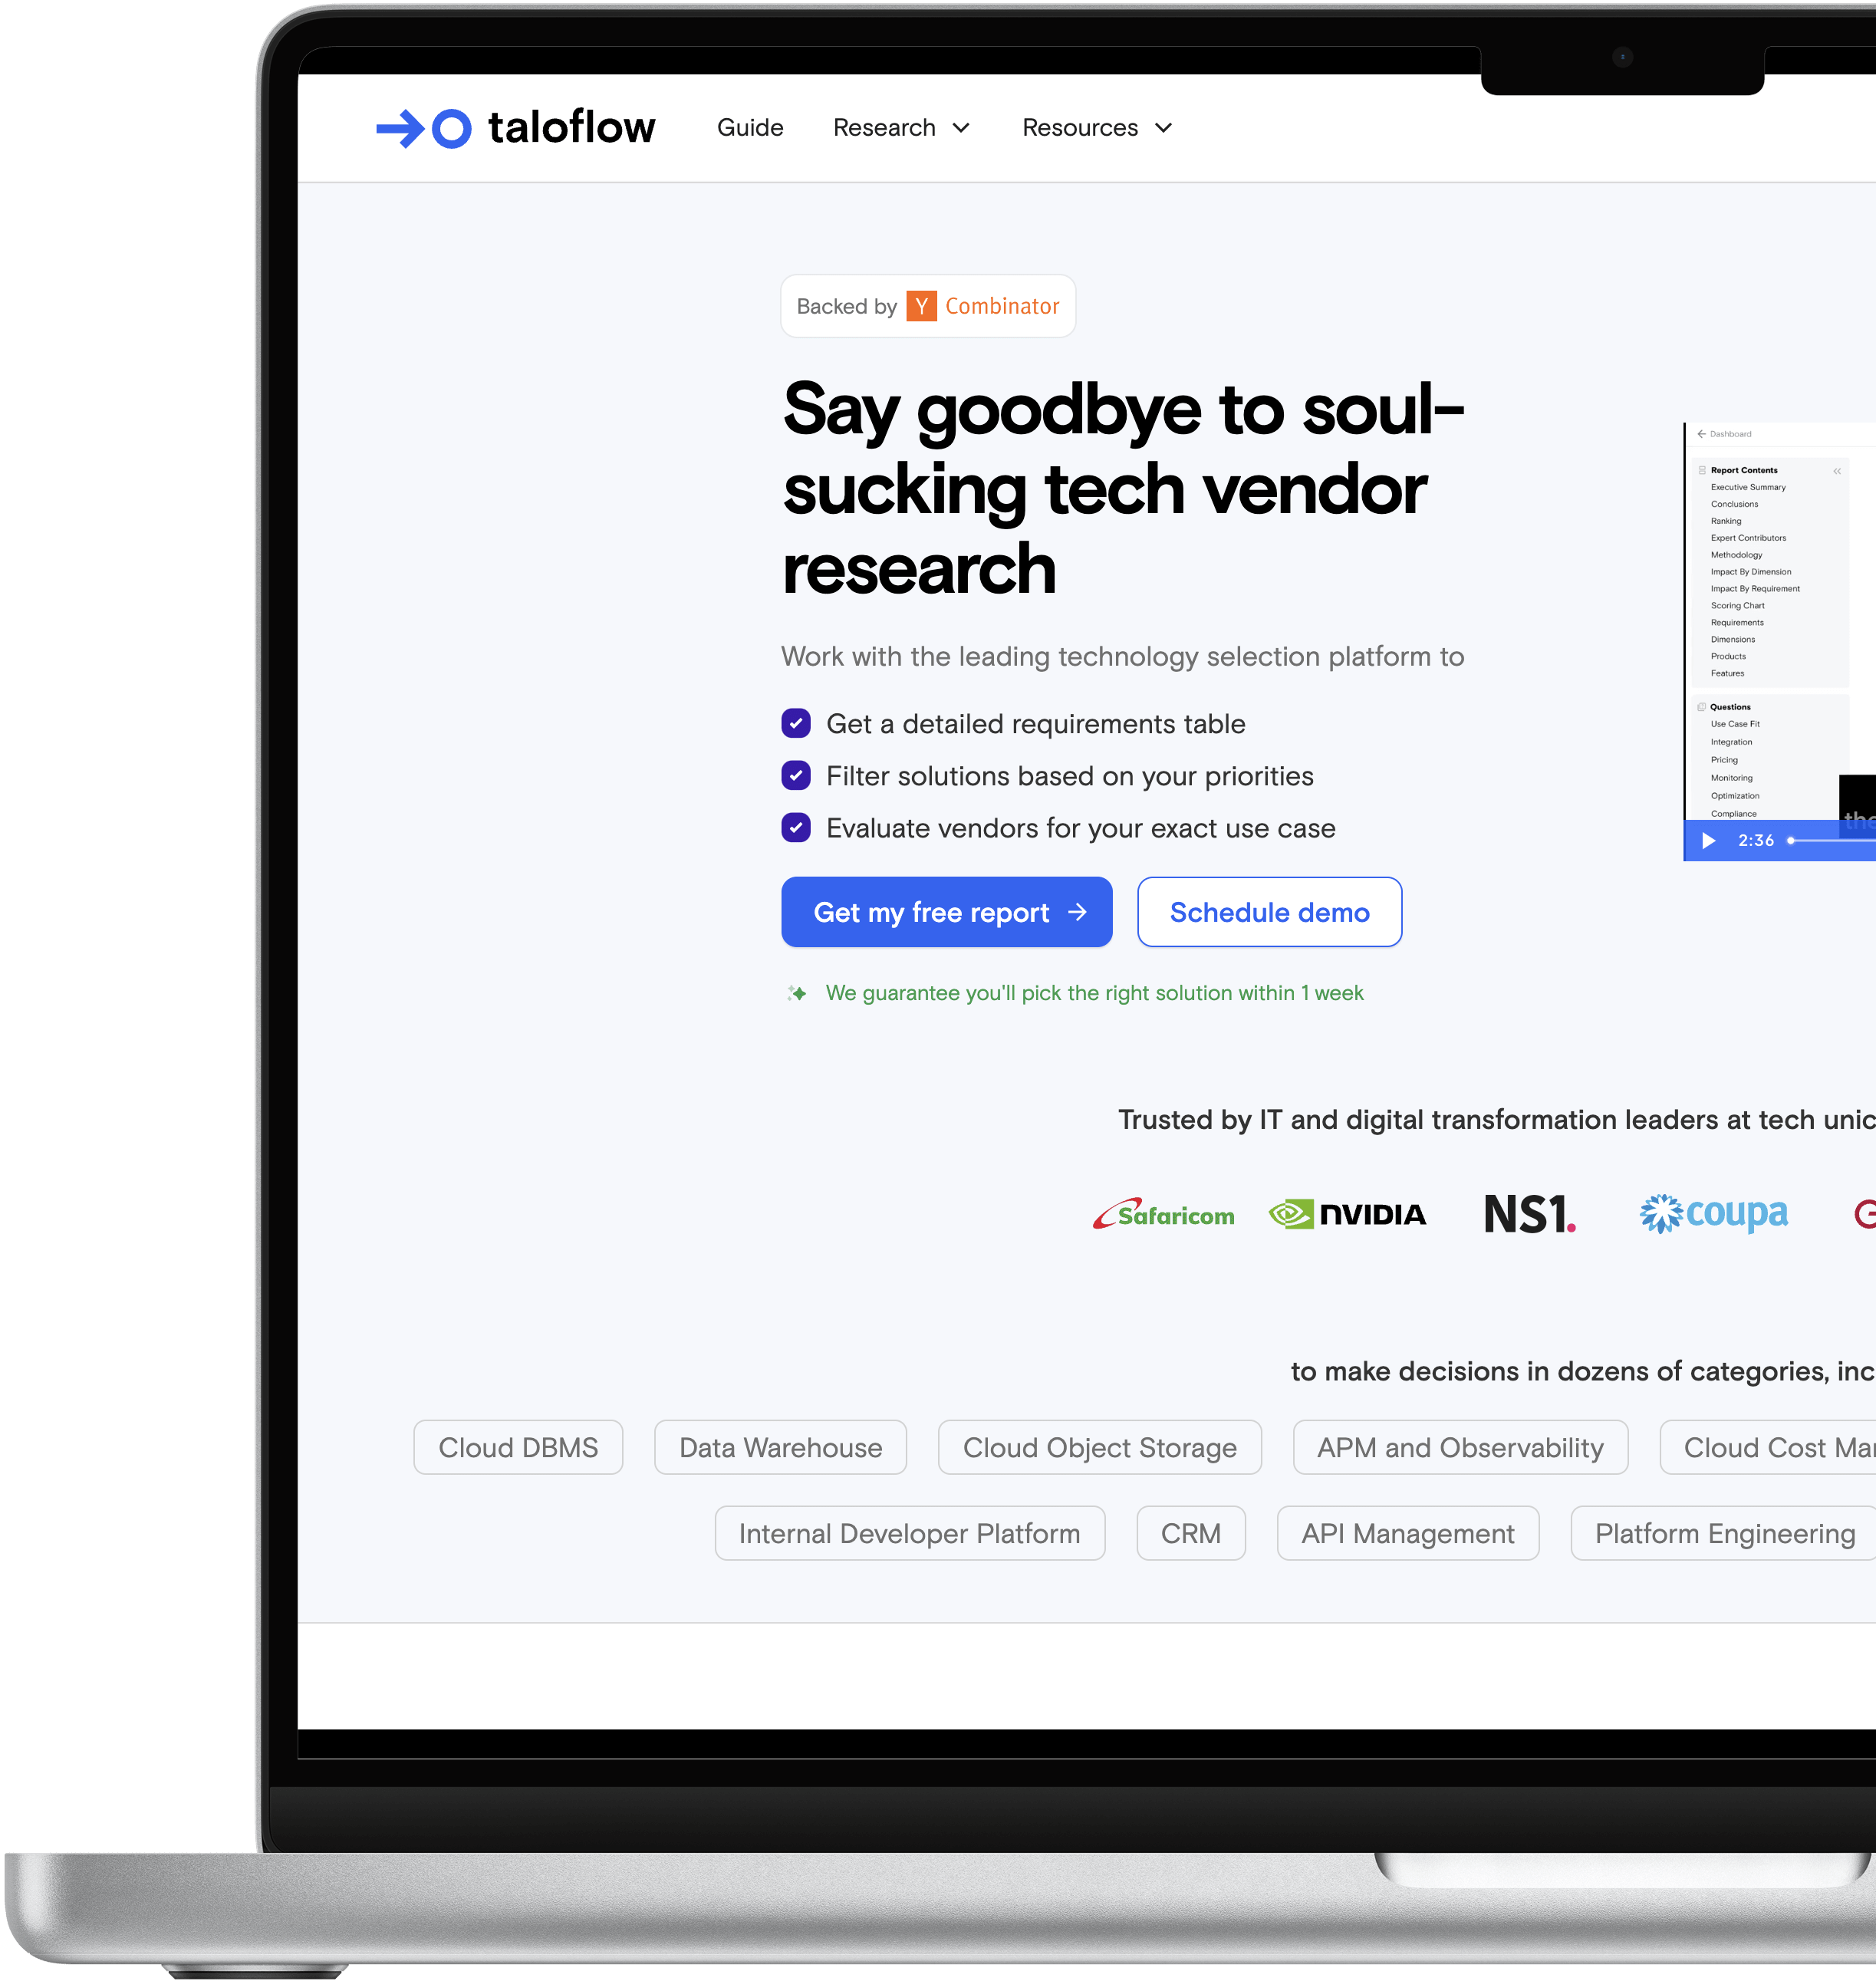 taloflow
Guide
Research
Resources
Backed by Y Combinator
Say goodbye to soul-
sucking tech vendor
research
Work with the leading technology selection platform to
Get a detailed requirements table
Filter solutions based on your priorities
Evaluate vendors for your exact use case
Get my free report
Schedule demo
We guarantee you'll pick the right solution within 1 week
Dashboard
Report Contents
Executive Summary
Conclusions
Ranking
Expert Contributors
Methodology
Impact By Dimension
Impact By Requirement
Scoring Chart
Requirements
Dimensions
Products
Features
Questions
Use Case Fit
Integration
Pricing
Monitoring
Optimization
Compliance
the
2:36
Trusted by IT and digital transformation leaders at tech unic
Safaricom
NVIDIA
NS1.
coupa
G
to make decisions in dozens of categories, inc
Cloud DBMS
Data Warehouse
Cloud Object Storage
APM and Observability
Cloud Cost Ma
Internal Developer Platform
CRM
API Management
Platform Engineering